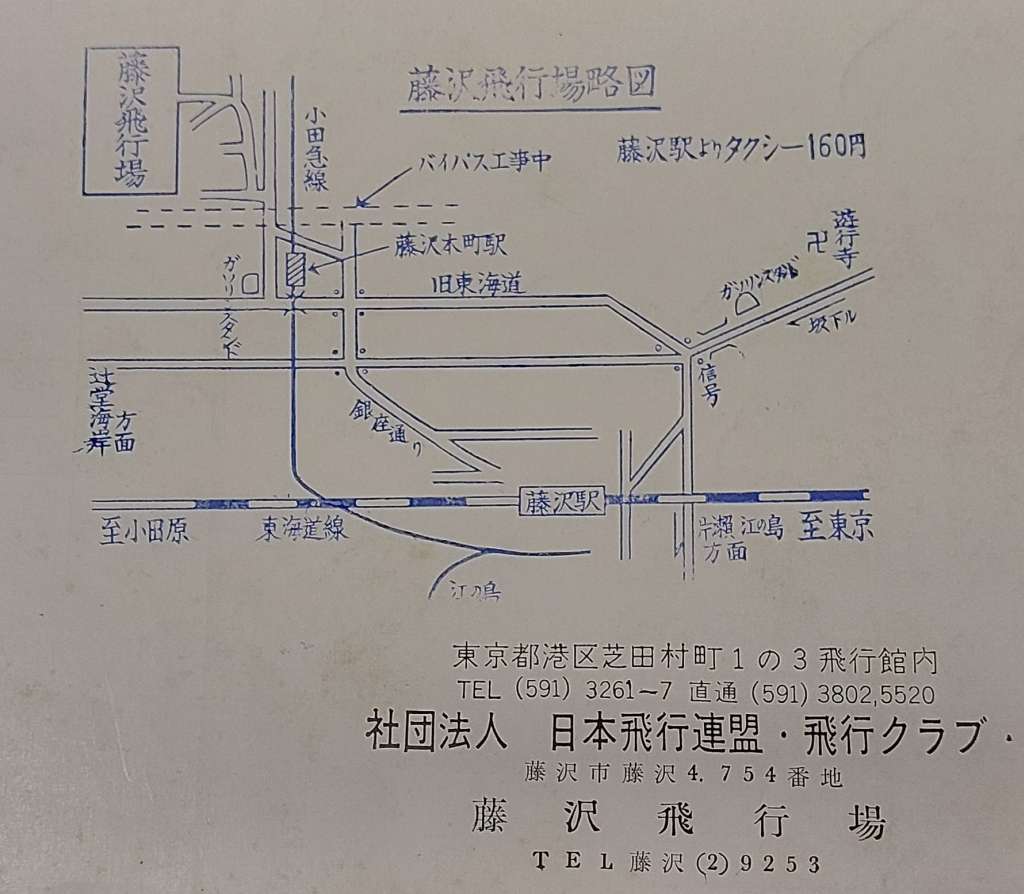 藤沢飛行場略図
藤沢飛行場
小田急線
藤沢駅よりタクシー160円
バイパス工事中
遊行寺
卍
藤沢本町駅
旧東海道
ガソリンスタンド
ガソリンスタンド
坂下ル
信号
辻堂海岸方面
銀座通り
藤沢駅
至小田原
東海道線
片瀬江の島方面
至東京
江の島
東京都港区芝田村町1の3飛行館内
TEL (591) 3261~7 直通 (591) 3802,5520
社団法人 日本飛行連盟・飛行クラブ・
藤沢市藤沢4.754番地
藤沢飛行場
TEL藤沢(2)9253